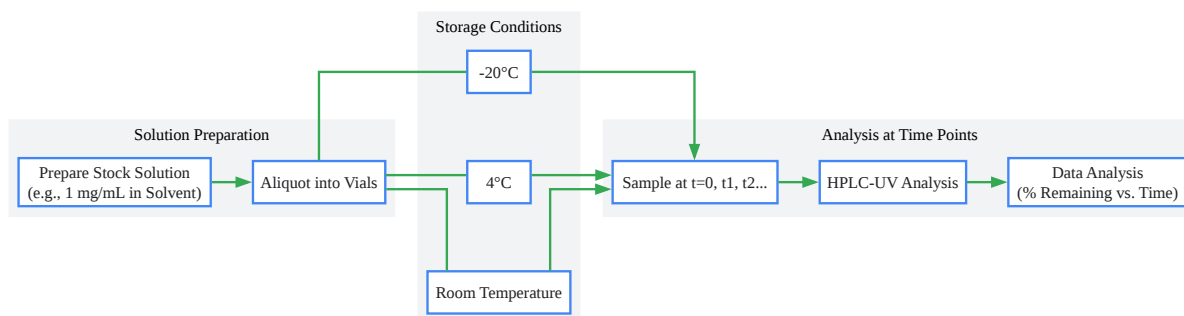 Storage Conditions
-20°C
Solution Preparation
Analysis at Time Points
Prepare Stock Solution
(e.g., 1 mg/mL in Solvent)
Aliquot into Vials
4°C
Sample at t=0, t1, t2...
HPLC-UV Analysis
Data Analysis
(% Remaining vs. Time)
Room Temperature